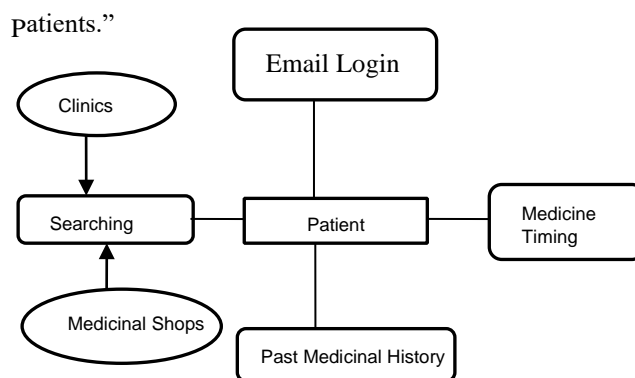 Patients.”
Email Login
Clinics
Searching
Patient
Medicine
Timing
Medicinal Shops
Past Medicinal History